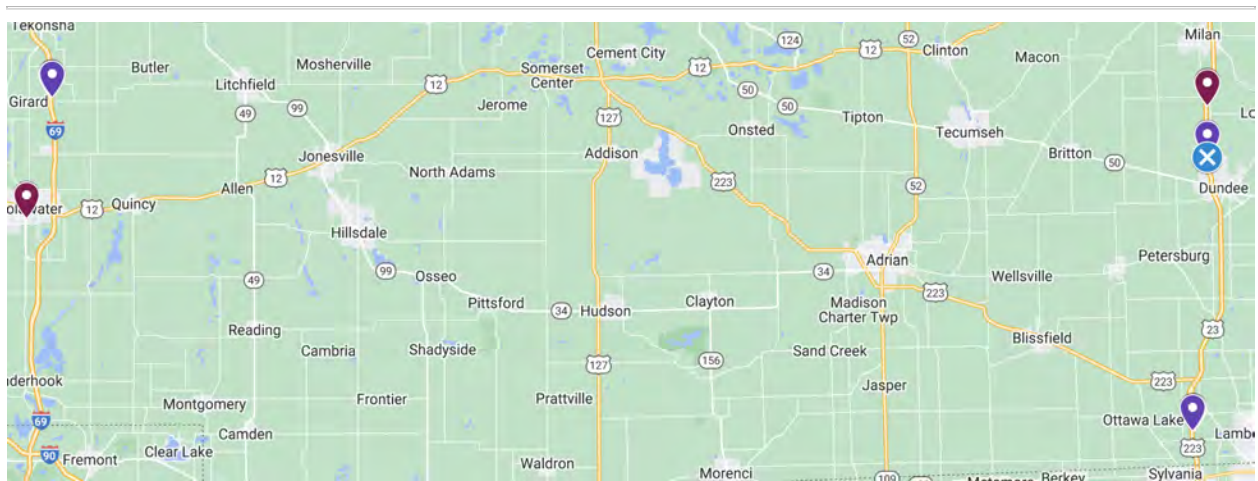 Tekonsha
Butler
Mosherville
Cement City
124
12
52
Clinton
Milan
Macon
Girard
Litchfield
12
Somerset
Center
12
50
50
49
99
Jerome
127
Onsted
Tipton
Tecumseh
69
Jonesville
Addison
Britton
50
North Adams
223
Allen
12
52
Dundee
12
Quincy
Hillsdale
Adrian
Petersburg
49
99
Osseo
34
Wellsville
Pittsford
34
Hudson
Clayton
Madison
Charter Twp
223
Reading
23
Blissfield
Cambria
Shadyside
127
156
Sand Creek
223
Jasper
Montgomery
Frontier
Prattville
69
Ottawa Lake
Camden
90
Fremont
Clear Lake
Waldron
Morenci
109
223
Berkey
Sylvania